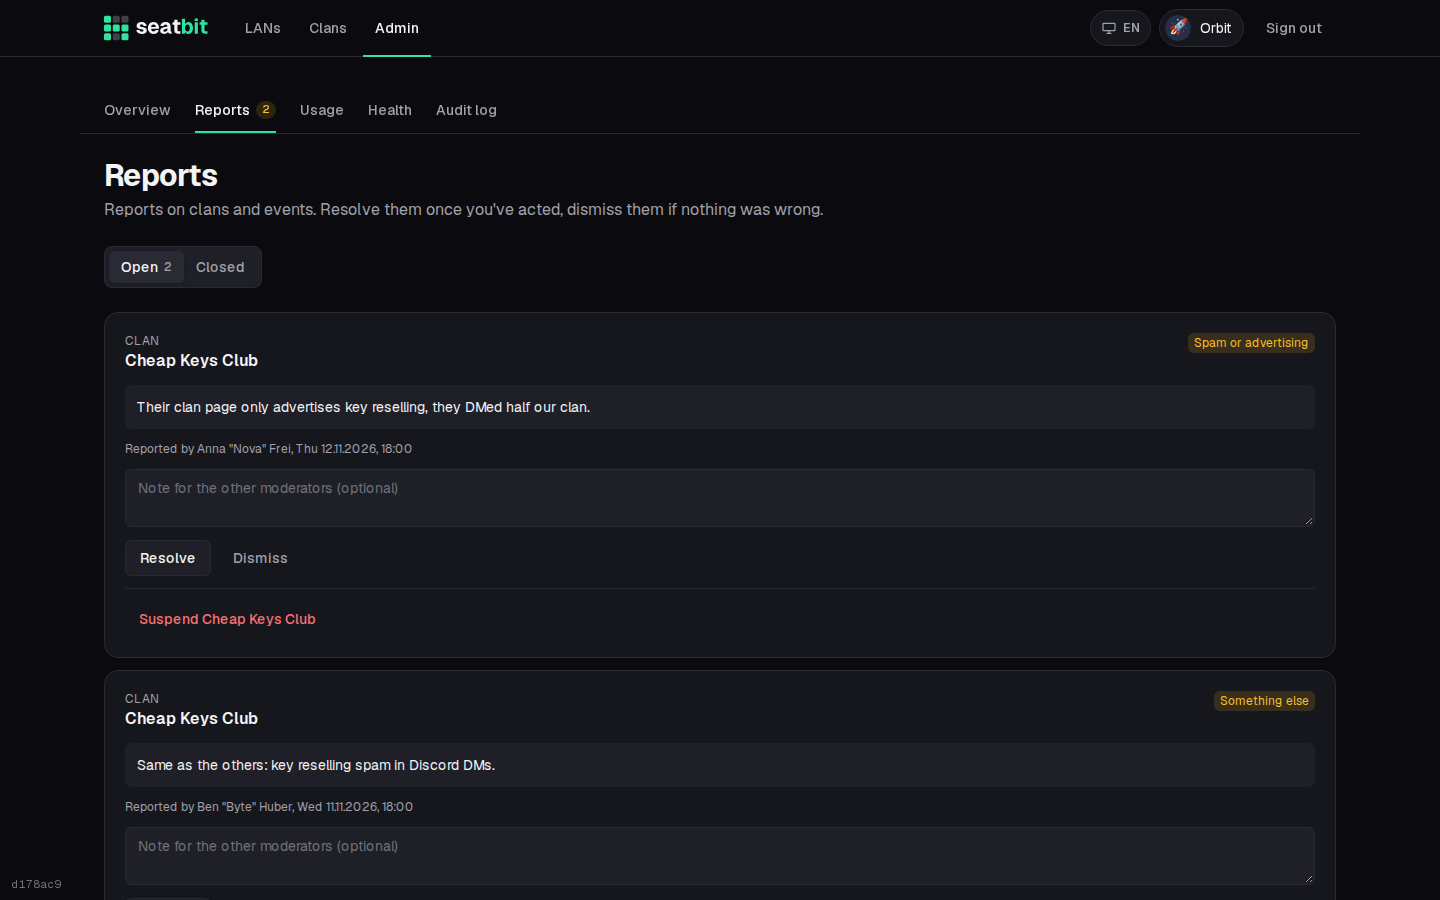 seatbit
LANs
Clans
Admin
EN
Orbit
Sign out
Overview
Reports 2
Usage
Health
Audit log
Reports
Reports on clans and events. Resolve them once you've acted, dismiss them if nothing was wrong.
Open 2
Closed
CLAN
Cheap Keys Club
Spam or advertising
Their clan page only advertises key reselling, they DMed half our clan.
Reported by Anna "Nova" Frei, Thu 12.11.2026, 18:00
Note for the other moderators (optional)
Resolve
Dismiss
Suspend Cheap Keys Club
CLAN
Cheap Keys Club
Something else
Same as the others: key reselling spam in Discord DMs.
Reported by Ben "Byte" Huber, Wed 11.11.2026, 18:00
Note for the other moderators (optional)
d178ac9